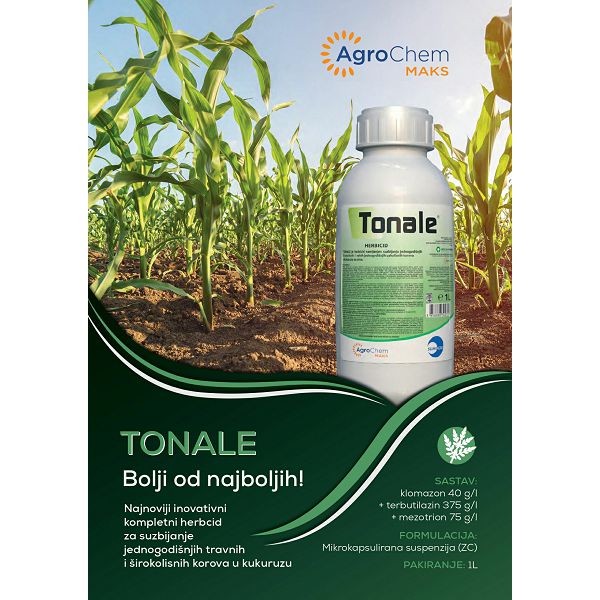 AgroChem
MAKS
Tonale
HERBICID
1L
AgroChem
MAKS
TONALE
Bolji od najboljih!
Najnoviji inovativni
kompletni herbcid
za suzbijanje
jednogodišnjih travnih
i širokolisnih korova u kukuruzu
SASTAV:
klomazon 40 g/l
+ terbutilazin 375 g/l
+ mezotrion 75 g/l
FORMULACIJA:
Mikrokapsulirana suspenzija (ZC)
PAKIRANJE: 1L